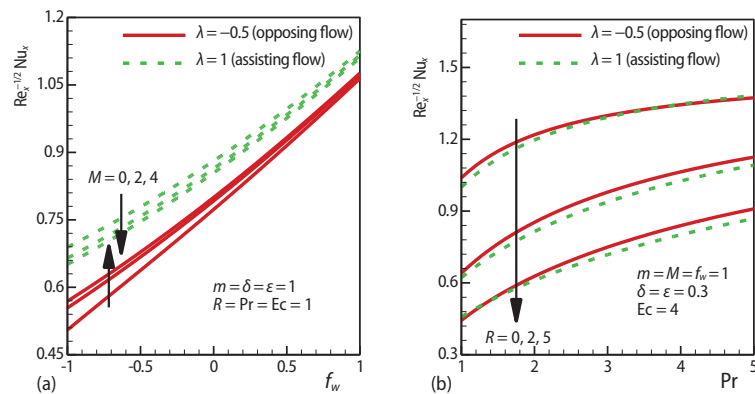 1.2
1.05
0.9
0.75
0.6
0.45
Re_x^{-1/2} Nu_x
λ = −0.5 (opposing flow)
λ = 1 (assisting flow)
M = 0, 2, 4
m = δ = ε = 1
R = Pr = Ec = 1
-1
-0.5
0
0.5
1
(a)
f_w
1.8
1.5
1.2
0.9
0.6
0.3
Re_x^{-1/2} Nu_x
λ = −0.5 (opposing flow)
λ = 1 (assisting flow)
m = M = f_w = 1
δ = ε = 0.3
Ec = 4
R = 0, 2, 5
1
2
3
4
5
(b)
Pr